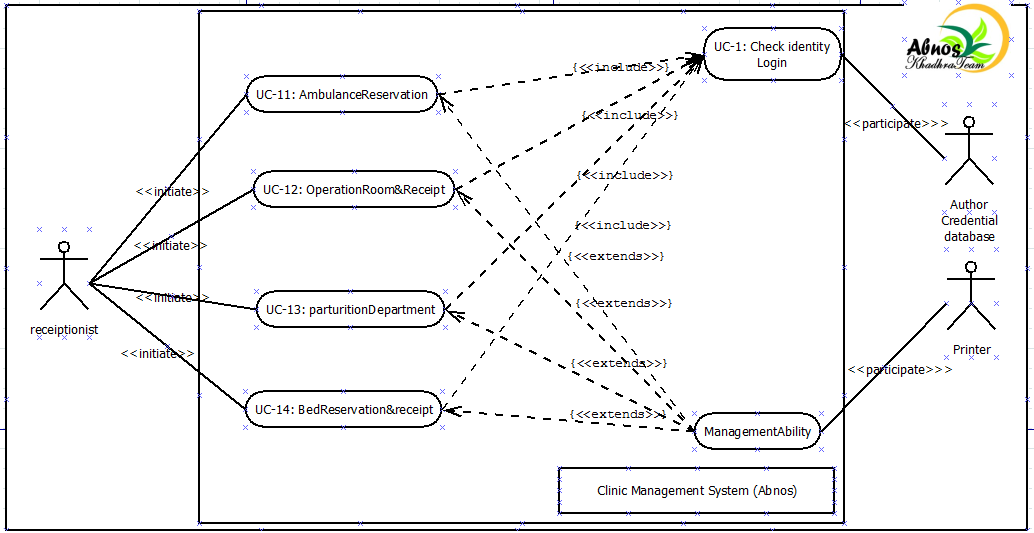 Abnos
KhadhraTeam
UC-1: Check identity
Login
{<<include>>}
UC-11: AmbulanceReservation
{<<include>>}
<<participate>>>
{<<include>>}
UC-12: OperationRoom&Receipt
<<initiate>>
Author
Credential
database
{<<include>>}
<<initiate>>
{<<extends>>}
<<initiate>>
{<<extends>>}
UC-13: parturitionDepartment
receiptionist
Printer
<<initiate>>
{<<extends>>}
<<participate>>>
UC-14: BedReservation&receipt
{<<extends>>}
ManagementAbility
Clinic Management System (Abnos)